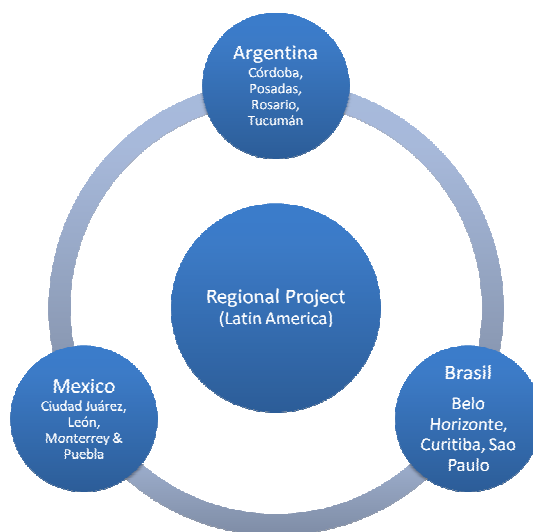 Argentina
Córdoba,
Posadas,
Rosario,
Tucumán
Regional Project
(Latin America)
Mexico
Ciudad Juárez,
León,
Monterrey &
Puebla
Brasil
Belo
Horizonte,
Curitiba, Sao
Paulo